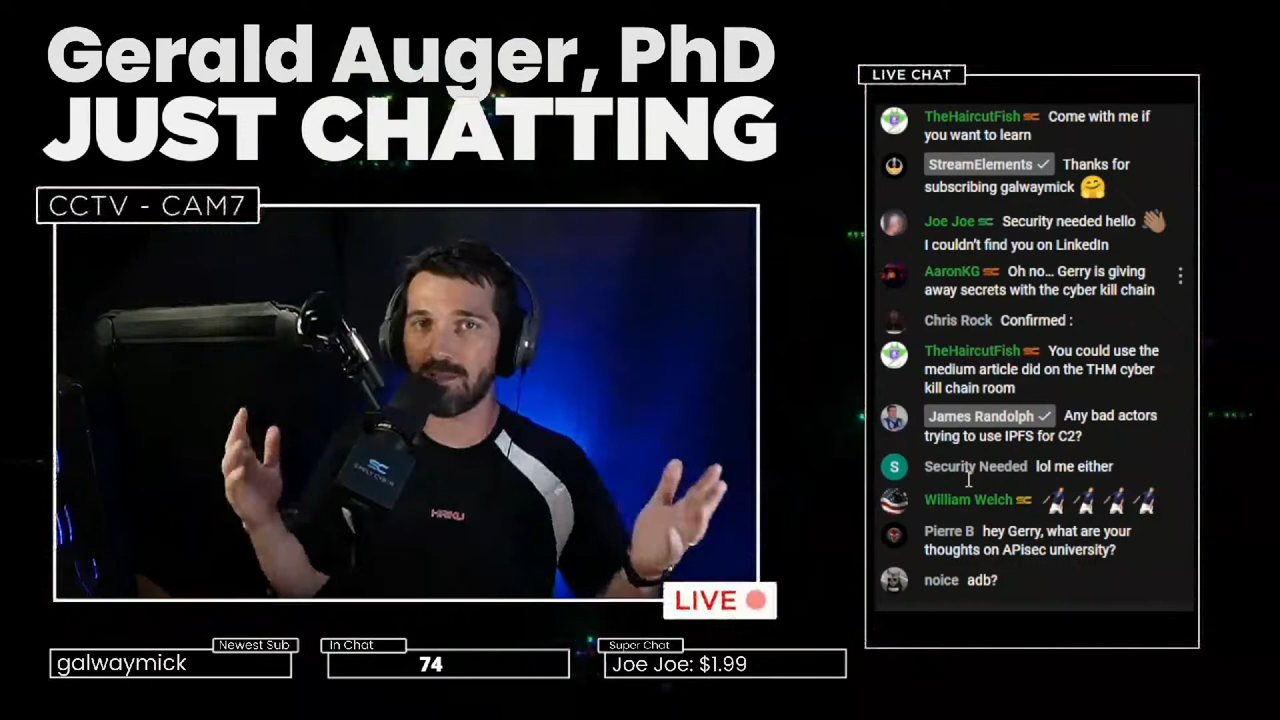 Gerald Auger, PhD
JUST CHATTING
CCTV - CAM7
HAIKU
LIVE
Newest Sub
galwaymick
In Chat
74
Super Chat
Joe Joe: $1.99
LIVE CHAT
TheHaircutFish Come with me if
you want to learn
StreamElements Thanks for
subscribing galwaymick
Joe Joe Security needed hello
I couldn't find you on LinkedIn
AaronKG Oh no... Gerry is giving
away secrets with the cyber kill chain
Chris Rock Confirmed :
TheHaircutFish You could use the
medium article did on the THM cyber
kill chain room
James Randolph Any bad actors
trying to use IPFS for C2?
S
Security Needed lol me either
William Welch
Pierre B hey Gerry, what are your
thoughts on APisec university?
noice adb?